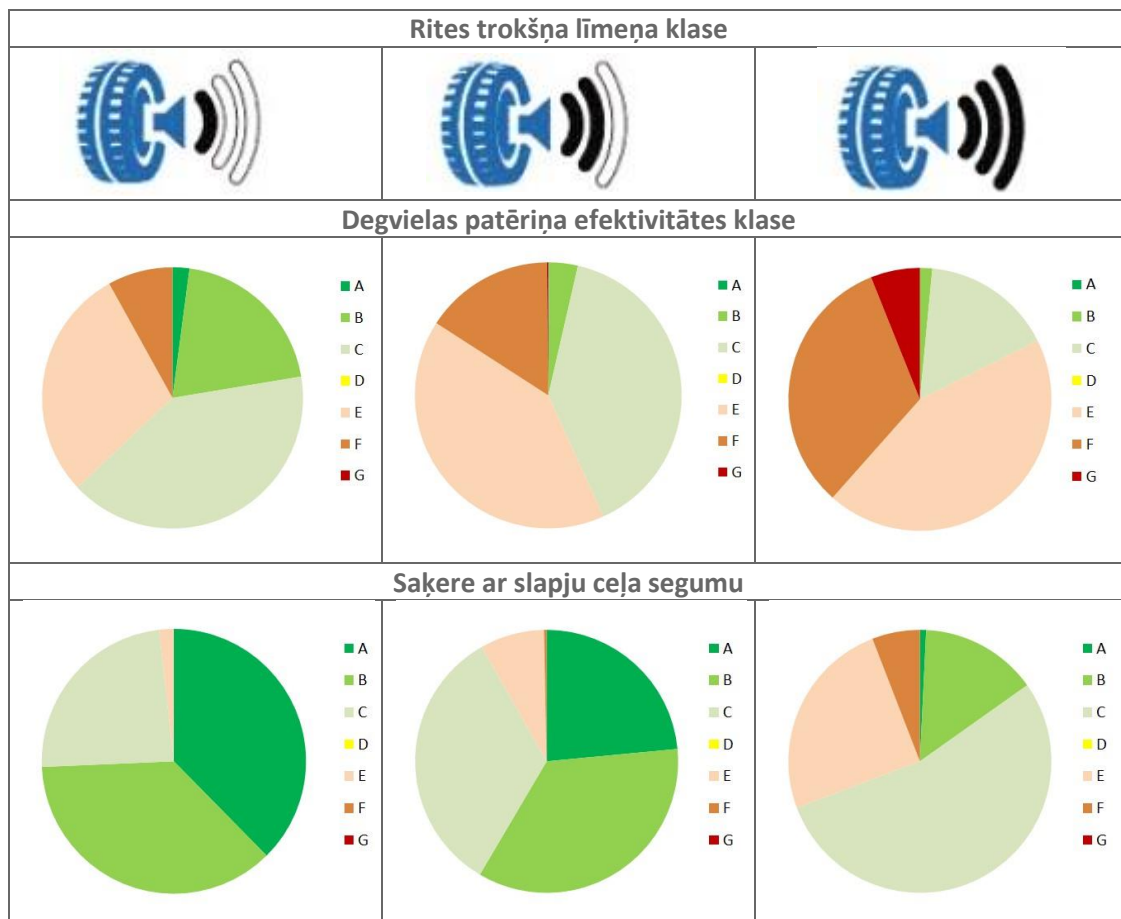 Rites trokšņa līmeņa klase
Degvielas patēriņa efektivitātes klase
A
B
C
D
E
F
G
A
B
C
D
E
F
G
A
B
C
D
E
F
G
Saķere ar slapju ceļa segumu
A
B
C
D
E
F
G
A
B
C
D
E
F
G
A
B
C
D
E
F
G